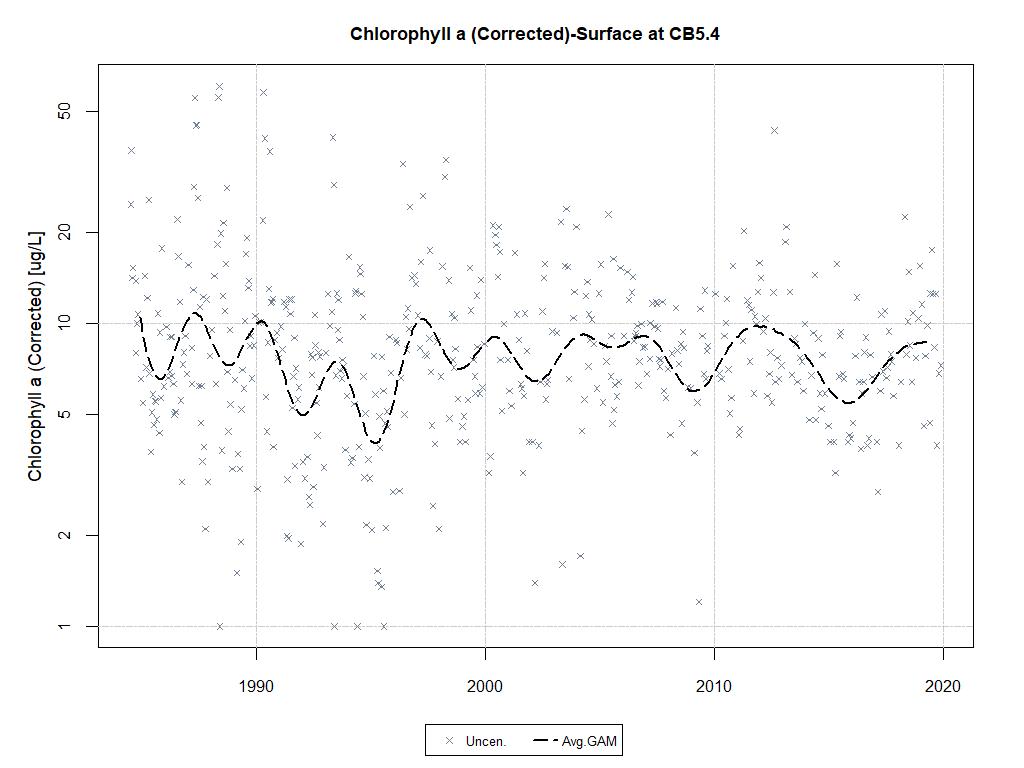 Chlorophyll a (Corrected)-Surface at CB5.4
Chlorophyll a (Corrected) [ug/L]
50
20
10
5
2
1
1990 2000 2010 2020
Uncen. Avg.GAM